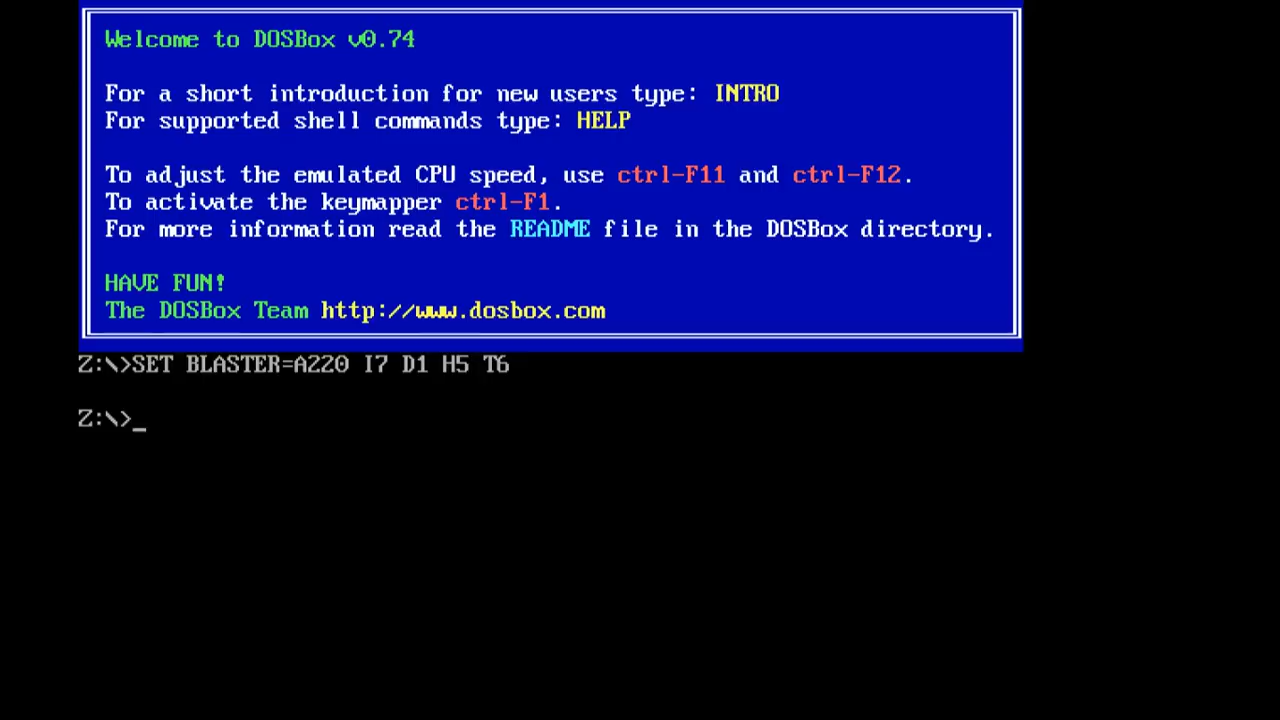 Welcome to DOSBox v0.74
For a short introduction for new users type: INTRO
For supported shell commands type: HELP
To adjust the emulated CPU speed, use ctrl-F11 and ctrl-F12.
To activate the keymapper ctrl-F1.
For more information read the README file in the DOSBox directory.
HAVE FUN!
The DOSBox Team http://www.dosbox.com
Z:\>SET BLASTER=A220 I7 D1 H5 T6
Z:\>_